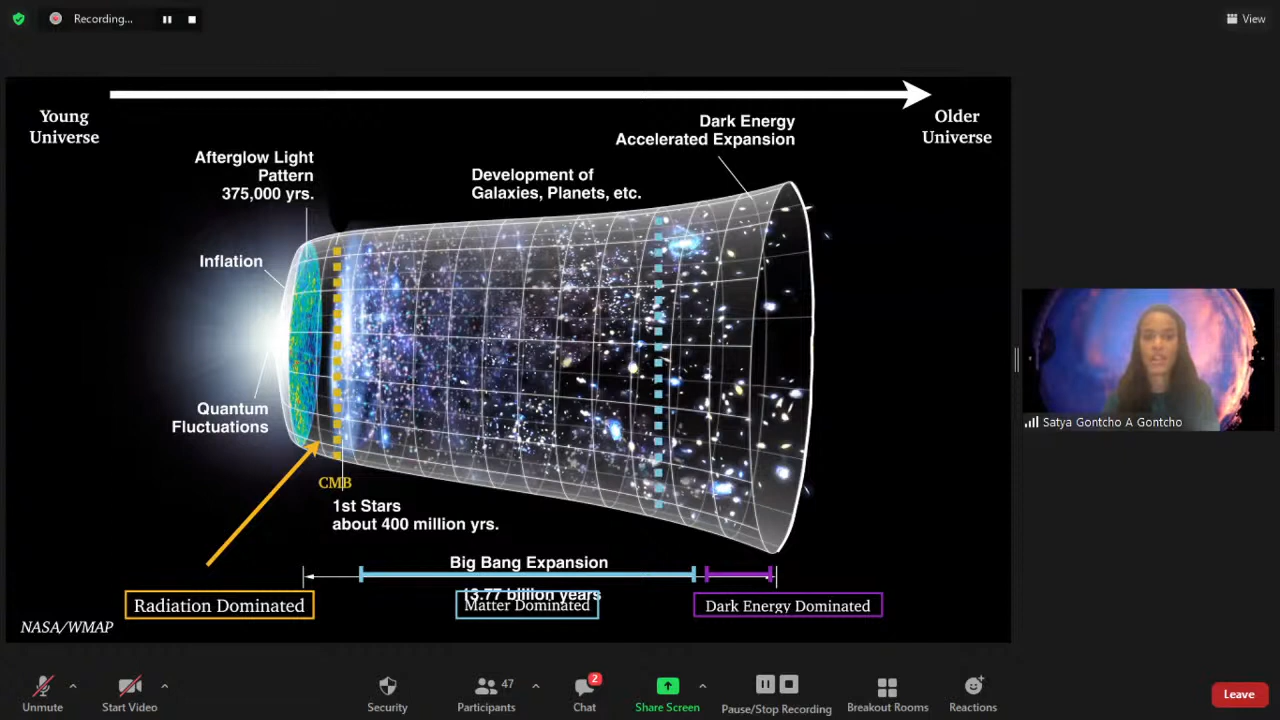 Recording...
View
Young
Universe
Older
Universe
Dark Energy
Accelerated Expansion
Afterglow Light
Pattern
375,000 yrs.
Development of
Galaxies, Planets, etc.
Inflation
Quantum
Fluctuations
CMB
1st Stars
about 400 million yrs.
Big Bang Expansion
13.77 billion years
Radiation Dominated
Matter Dominated
Dark Energy Dominated
NASA/WMAP
Satya Gontcho A Gontcho
Unmute
Start Video
Security
47
Participants
2
Chat
Share Screen
Pause/Stop Recording
Breakout Rooms
Reactions
Leave